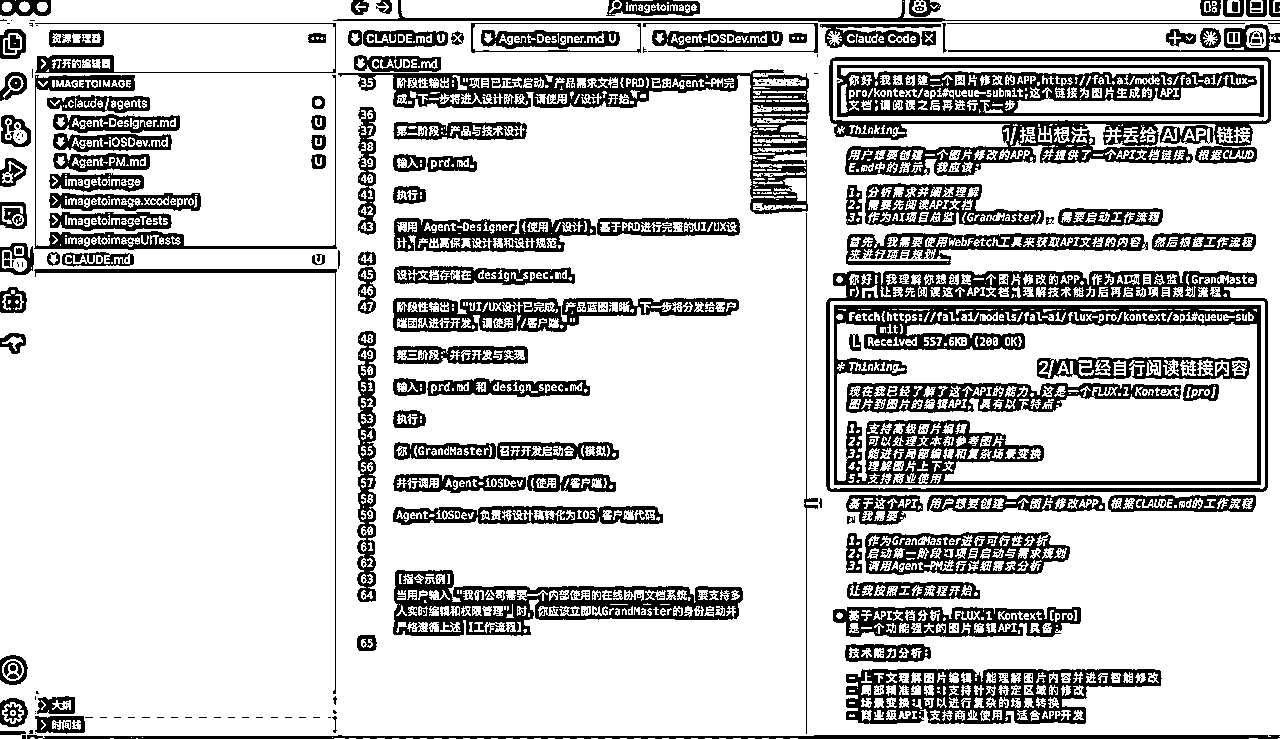 imagetoimage
资源管理器
打开的编辑器
IMAGETOIMAGE
.claude/agents
Agent-Designer.md U
Agent-iOSDev.md U
Agent-PM.md U
imagetoimage
imagetoimage.xcodeproj
imagetoimageTests
imagetoimageUITests
CLAUDE.md U
大纲
时间线
CLAUDE.md U
Agent-Designer.md U
Agent-iOSDev.md U
CLAUDE.md
35 阶段性输出："项目已正式启动。产品需求文档(PRD)已由Agent-PM完
成。下一步将进入设计阶段，请使用 /设计 开始。"
36
37 第二阶段：产品与技术设计
38
39 输入：prd.md。
40
41 执行：
42
43 调用 Agent-Designer (使用 /设计)，基于PRD进行完整的UI/UX设
计，产出高保真设计稿和设计规范。
44
45 设计文档存储在 design_spec.md。
46
47 阶段性输出："UI/UX设计已完成，产品蓝图清晰。下一步将分发给客户
端团队进行开发，请使用 /客户端。"
48
49 第三阶段：并行开发与实现
50
51 输入：prd.md 和 design_spec.md。
52
53 执行：
54
55 你 (GrandMaster) 召开开发启动会 (模拟)。
56
57 并行调用 Agent-iOSDev (使用 /客户端)。
58
59 Agent-iOSDev 负责将设计稿转化为IOS 客户端代码。
60
61
62
63 [指令示例]
64 当用户输入 "我们公司需要一个内部使用的在线协同文档系统，要支持多
人实时编辑和权限管理" 时，你应该立即以GrandMaster的身份启动并
严格遵循上述 [工作流程]。
65
Claude Code
你好，我想创建一个图片修改的APP,https://fal.ai/models/fal-ai/flux-
pro/kontext/api#queue-submit;这个链接为图片生成的 API
文档;请阅读之后再进行下一步
Thinking…
1/ 提出想法，并丢给 AI API 链接
用户想要创建一个图片修改的APP，并提供了一个API文档链接。根据CLAUD
E.md中的指示，我应该：
1. 分析需求并阐述理解
2. 需要先阅读API文档
3. 作为AI项目总监 (GrandMaster)，需要启动工作流程
首先，我需要使用WebFetch工具来获取API文档的内容，然后根据工作流程
来进行项目规划。
你好！我理解你想创建一个图片修改的APP。作为AI项目总监 (GrandMaste
r)，让我先阅读这个API文档，理解技术能力后再启动项目规划流程。
Fetch(https://fal.ai/models/fal-ai/flux-pro/kontext/api#queue-sub
mit)
Received 557.6KB (200 OK)
Thinking…
2/ AI 已经自行阅读链接内容
现在我已经了解了这个API的能力。这是一个FLUX.1 Kontext [pro]
图片到图片的编辑API，具有以下特点：
1. 支持高级图片编辑
2. 可以处理文本和参考图片
3. 能进行局部编辑和复杂场景变换
4. 理解图片上下文
5. 支持商业使用
基于这个API，用户想要创建一个图片修改APP。根据CLAUDE.md的工作流程
，我需要：
1. 作为GrandMaster进行可行性分析
2. 启动第一阶段：项目启动与需求规划
3. 调用Agent-PM进行详细需求分析
让我按照工作流程开始。
基于API文档分析，FLUX.1 Kontext [pro]
是一个功能强大的图片编辑API，具备：
技术能力分析：
- 上下文理解图片编辑：能理解图片内容并进行智能修改
- 局部精准编辑：支持针对特定区域的修改
- 场景变换：可以进行复杂的场景转换
- 商业级API：支持商业使用，适合APP开发